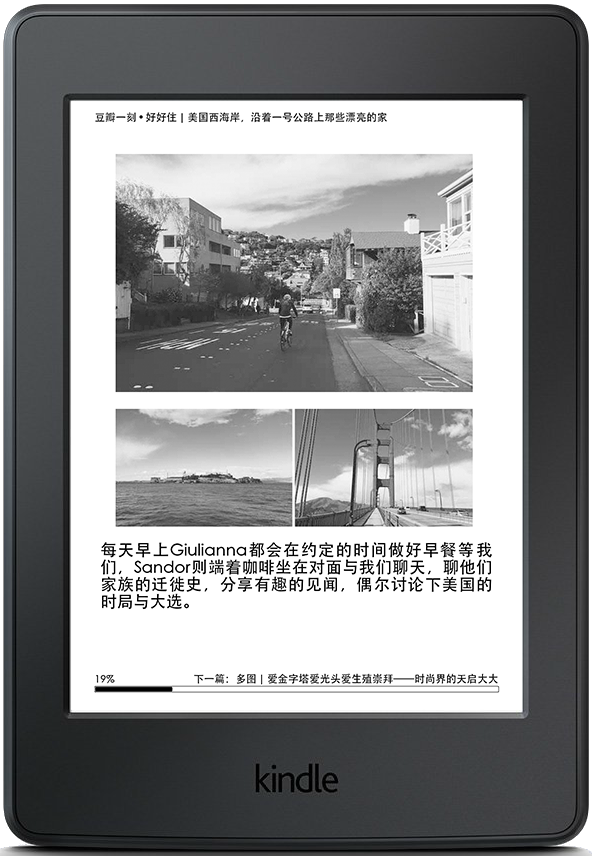 豆瓣一刻•好好住 | 美国西海岸，沿着一号公路上那些漂亮的家
每天早上Giulianna都会在约定的时间做好早餐等我
们，Sandor则端着咖啡坐在对面与我们聊天，聊他们
家族的迁徙史，分享有趣的见闻，偶尔讨论下美国的
时局与大选。
19%
下一篇：多图 | 爱金字塔爱光头爱生殖崇拜——时尚界的天启大大
kindle